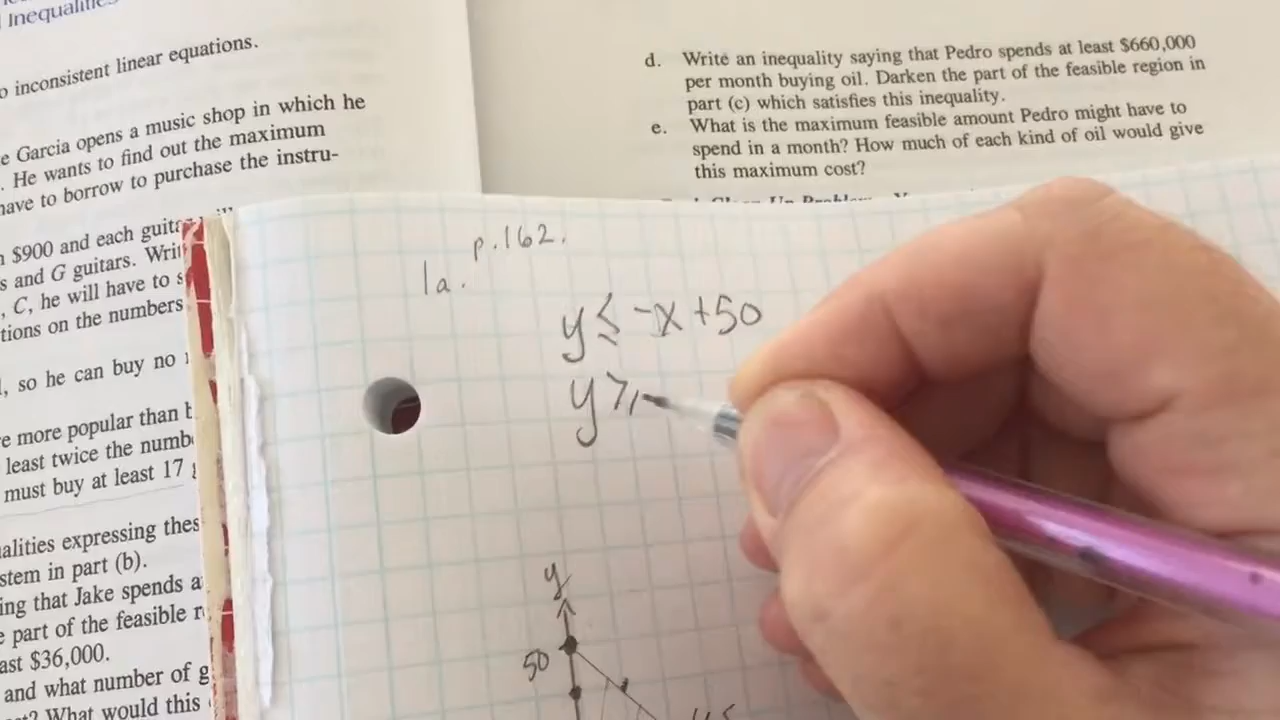 Inequalities
o inconsistent linear equations.
e Garcia opens a music shop in which he
. He wants to find out the maximum
have to borrow to purchase the instru-
$900 and each guita
s and G guitars. Writ
, C, he will have to s
tions on the numbers
, so he can buy no
e more popular than b
least twice the numb
must buy at least 17
alities expressing thes
stem in part (b).
ing that Jake spends a
e part of the feasible r
ast $36,000.
and what number of g
t? What would this
d. Write an inequality saying that Pedro spends at least $660,000
per month buying oil. Darken the part of the feasible region in
part (c) which satisfies this inequality.
e. What is the maximum feasible amount Pedro might have to
spend in a month? How much of each kind of oil would give
this maximum cost?
p.162.
1a.
y ≤ -x +50
y ≥
y
50